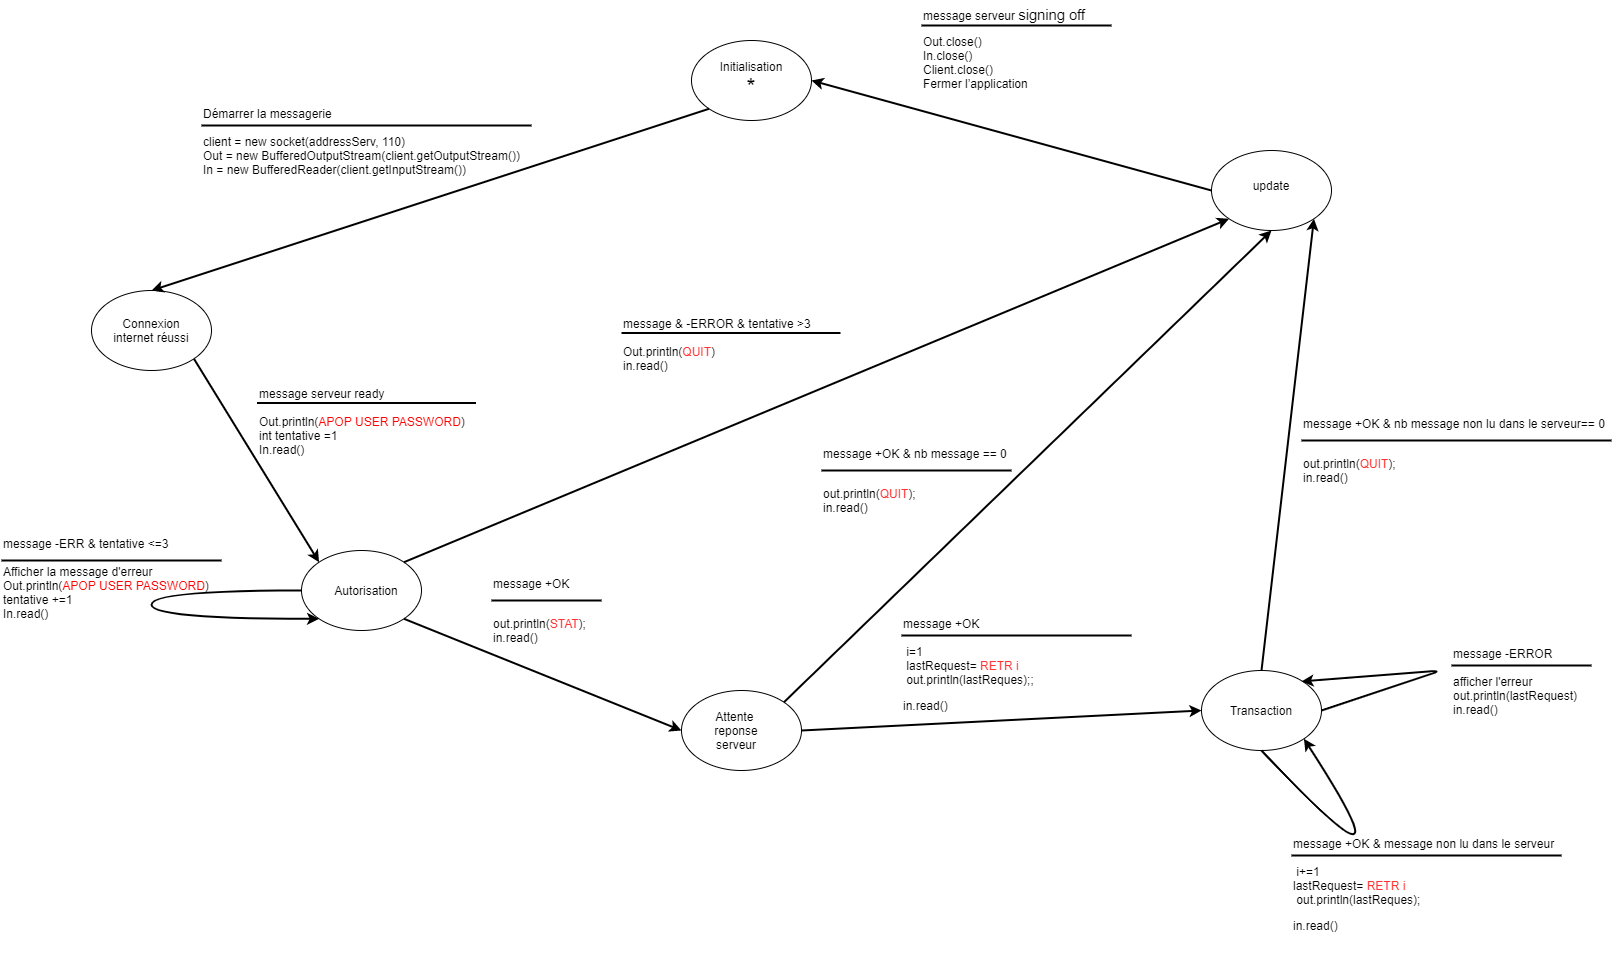 message serveur signing off
Out.close()
In.close()
Client.close()
Fermer l'application
Initialisation
*
Démarrer la messagerie
client = new socket(addressServ, 110)
Out = new BufferedOutputStream(client.getOutputStream())
In = new BufferedReader(client.getInputStream())
update
Connexion
internet réussi
message & -ERROR & tentative >3
Out.println(QUIT)
in.read()
message serveur ready
Out.println(APOP USER PASSWORD)
int tentative =1
In.read()
message +OK & nb message non lu dans le serveur== 0
out.println(QUIT);
in.read()
message +OK & nb message == 0
out.println(QUIT);
in.read()
message -ERR & tentative <=3
Afficher la message d'erreur
Out.println(APOP USER PASSWORD)
tentative +=1
In.read()
Autorisation
message +OK
out.println(STAT);
in.read()
message +OK
i=1
lastRequest= RETR i
out.println(lastReques);;
in.read()
message -ERROR
afficher l'erreur
out.println(lastRequest)
in.read()
Attente
reponse
serveur
Transaction
message +OK & message non lu dans le serveur
i+=1
lastRequest= RETR i
out.println(lastReques);
in.read()